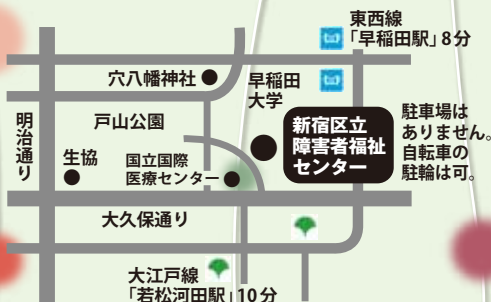 東西線
「早稲田駅」8分
穴八幡神社
早稲田
大学
明治通り
戸山公園
新宿区立
障害者福祉
センター
駐車場は
ありません。
自転車の
駐輪は可。
生協
国立国際
医療センター
大久保通り
大江戸線
「若松河田駅」10分